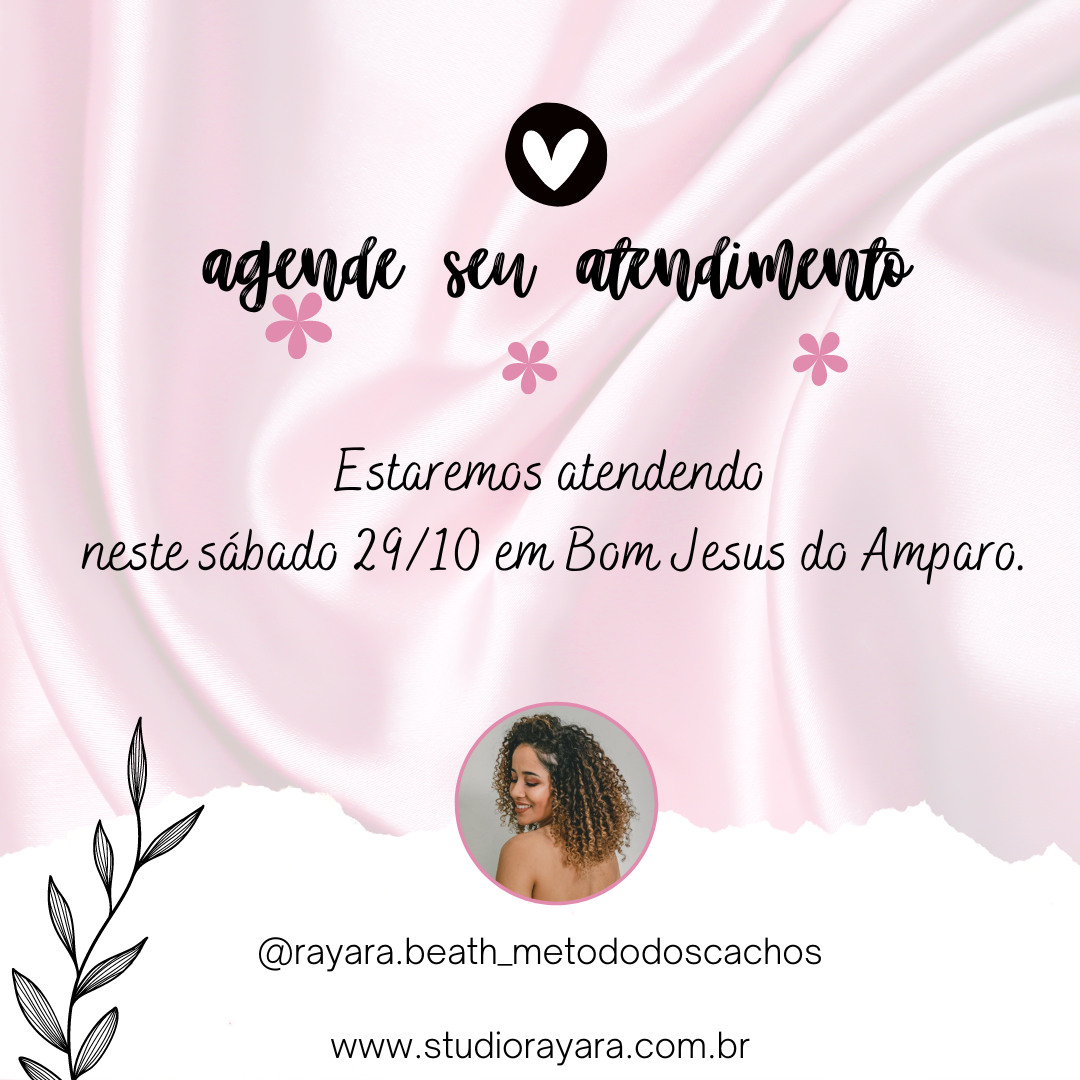 agende seu atendimento
Estaremos atendendo
neste sábado 29/10 em Bom Jesus do Amparo.
@rayara.beath_metododoscachos
www.studiorayara.com.br